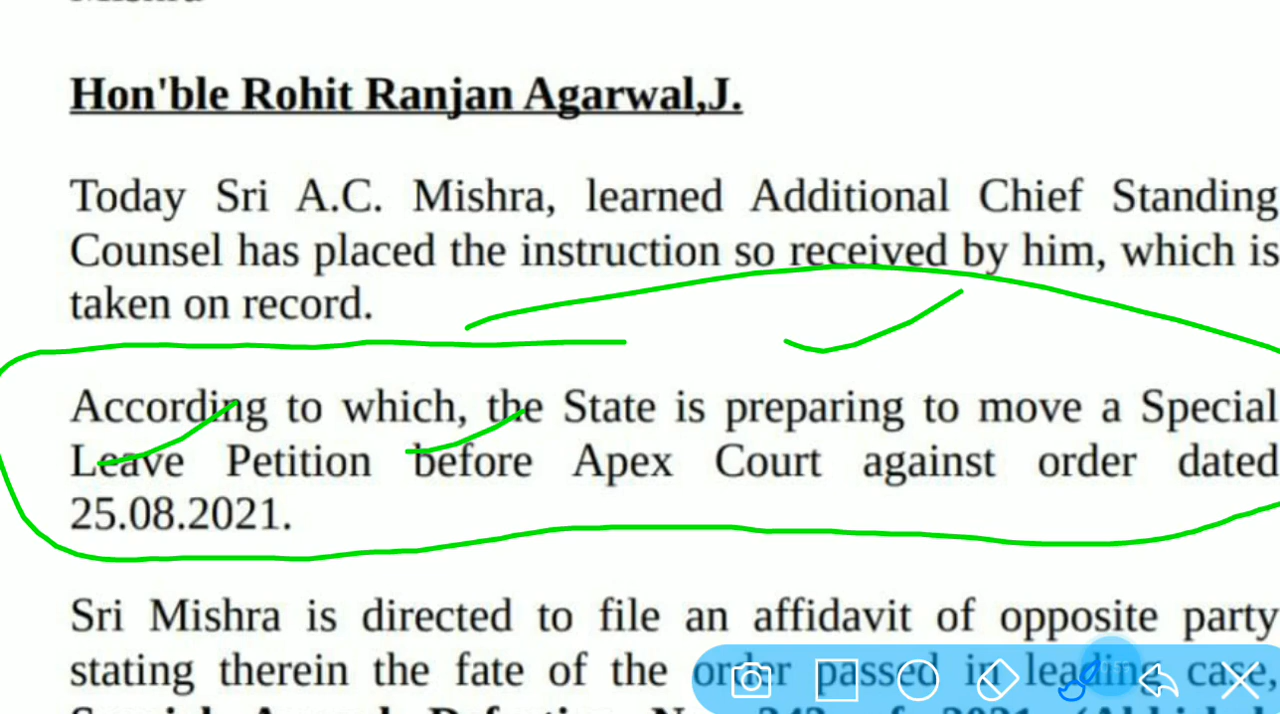 Hon'ble Rohit Ranjan Agarwal,J.
Today Sri A.C. Mishra, learned Additional Chief Standing
Counsel has placed the instruction so received by him, which is
taken on record.
According to which, the State is preparing to move a Special
Leave Petition before Apex Court against order dated
25.08.2021.
Sri Mishra is directed to file an affidavit of opposite party
stating therein the fate of the order passed in leading case,